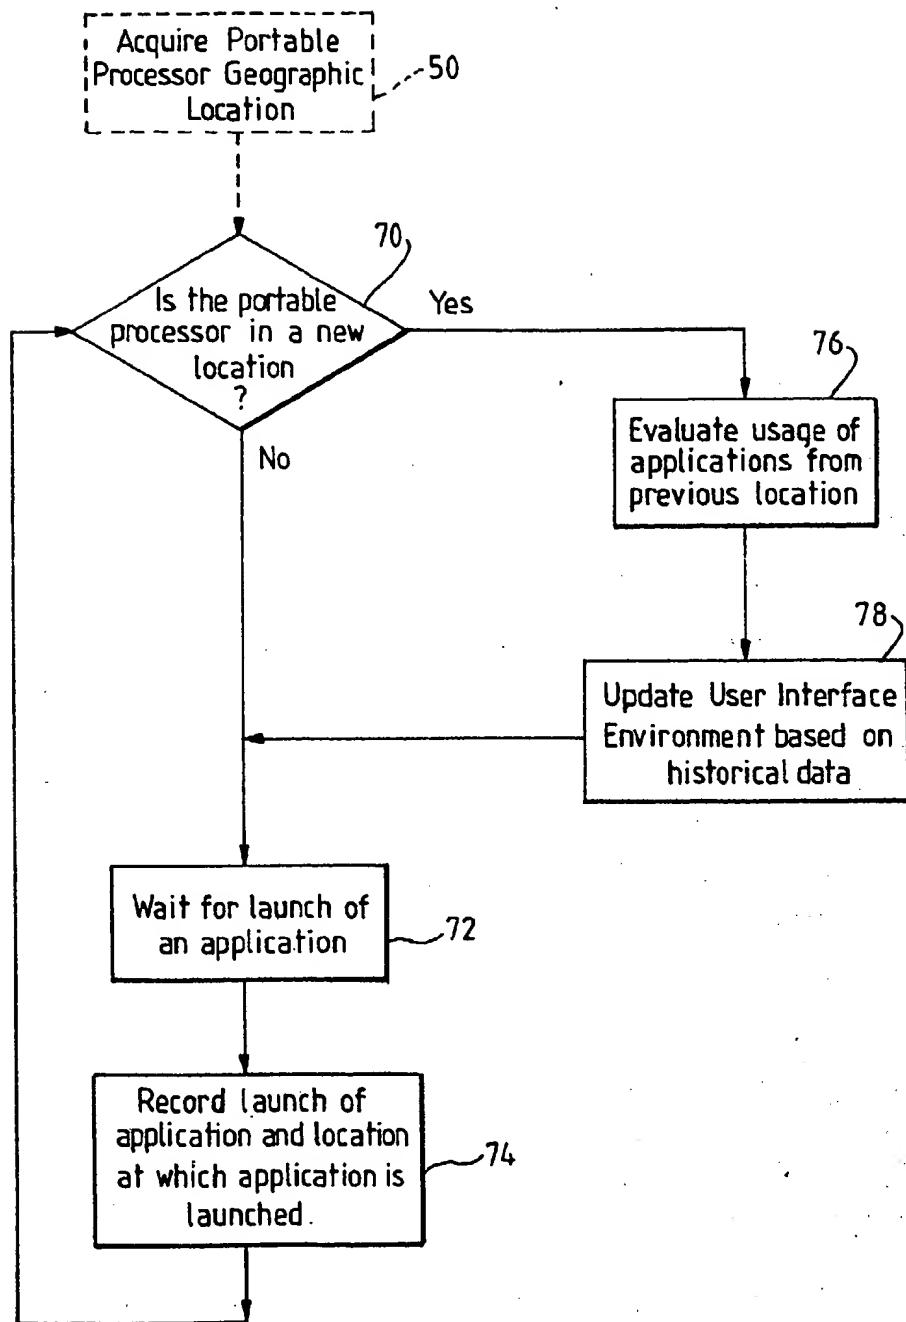 Acquire Portable
Processor Geographic
Location
50
70
Is the portable
processor in a new
location
?
Yes
No
76
Evaluate usage of
applications from
previous location
78
Update User Interface
Environment based on
historical data
Wait for launch of
an application
72
Record launch of
application and location
at which application is
launched.
74